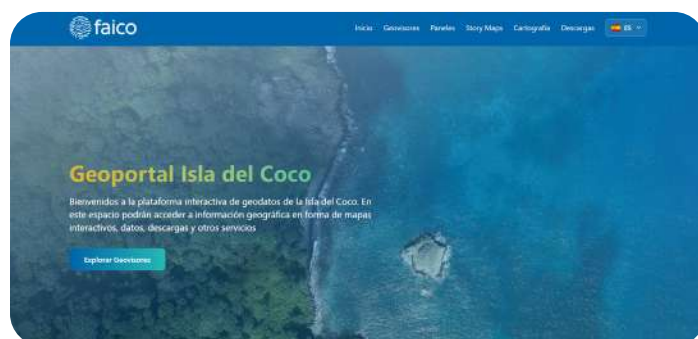 faico
Inicio Geovisores Paneles Story Maps Cartografía Descargas ES
Geoportal Isla del Coco
Bienvenidos a la plataforma interactiva de geodatos de la Isla del Coco. En
este espacio podrán acceder a información geográfica en forma de mapas
interactivos, datos, descargas y otros servicios
Explorar Geovisores